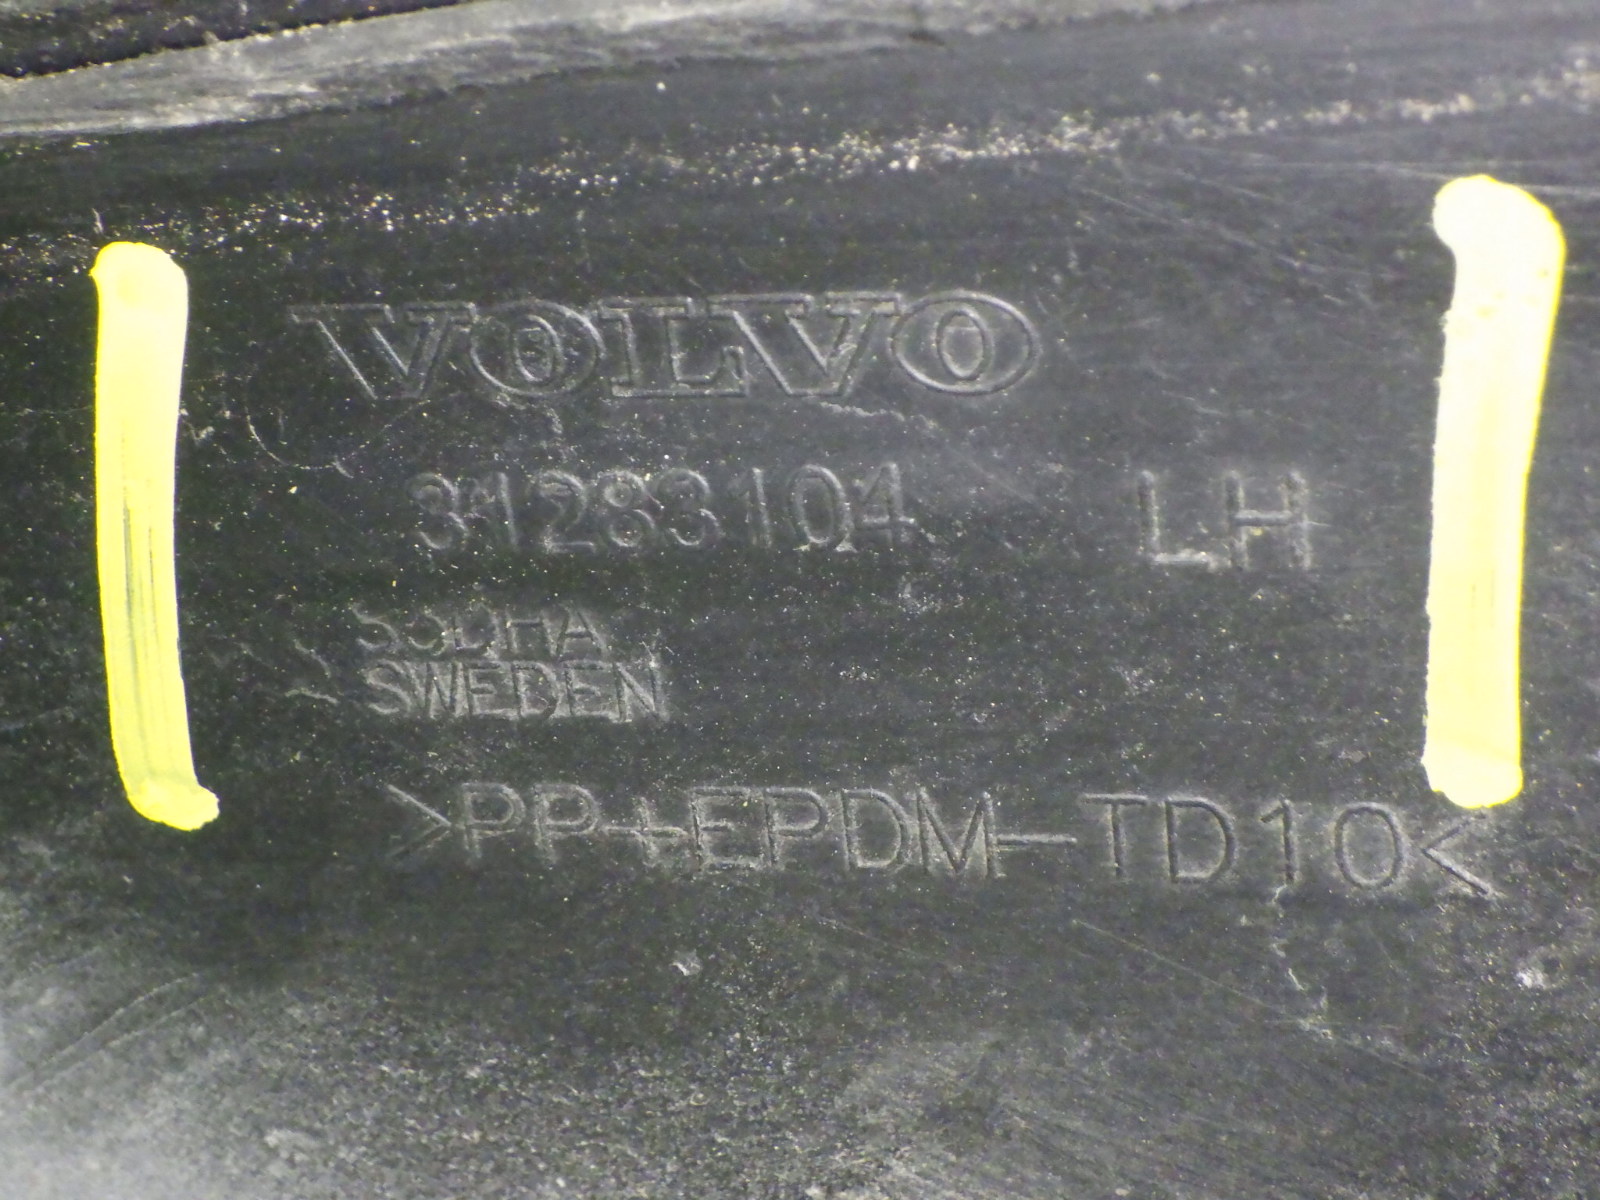 VOLVO
31283104 LH
SWEDEN
>PP+EPDM-TD10<